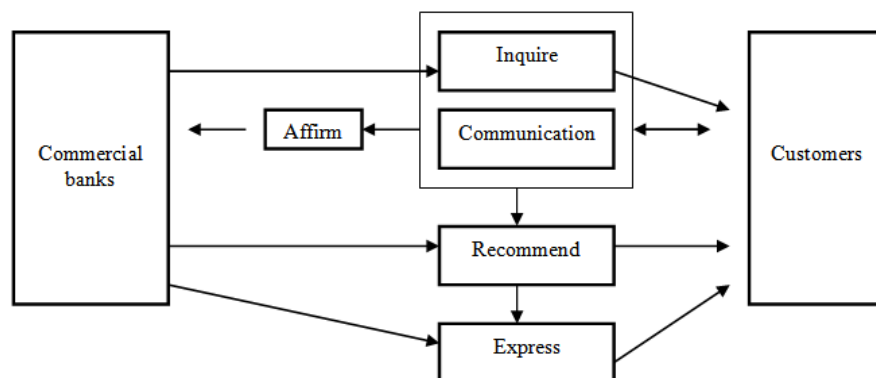 Inquire
Affirm
Communication
Commercial
banks
Customers
Recommend
Express